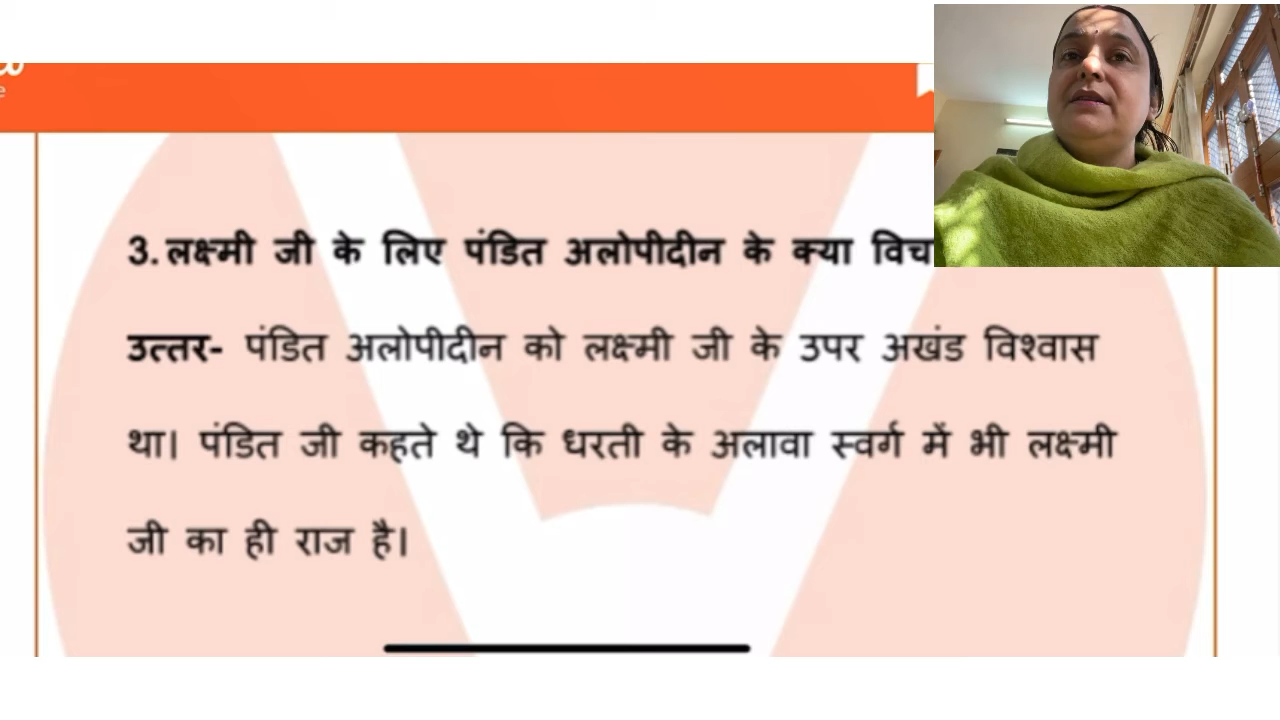 3. लक्ष्मी जी के लिए पंडित अलोपीदीन के क्या
उत्तर- पंडित अलोपीदीन को लक्ष्मी जी के उपर अखंड विश्वास
था| पंडित जी कहते थे कि धरती के अलावा स्वर्ग में भी लक्ष्मी
जी का ही राज है।